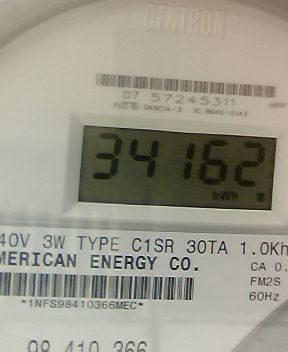 CENTRON®
07 57245311
34162
kWh
40V 3W TYPE C1SR 30TA 1.0Kh
MERICAN ENERGY CO.
CA 0.
FM2S
60Hz
*1NFS98410366MEC*
98 410 366